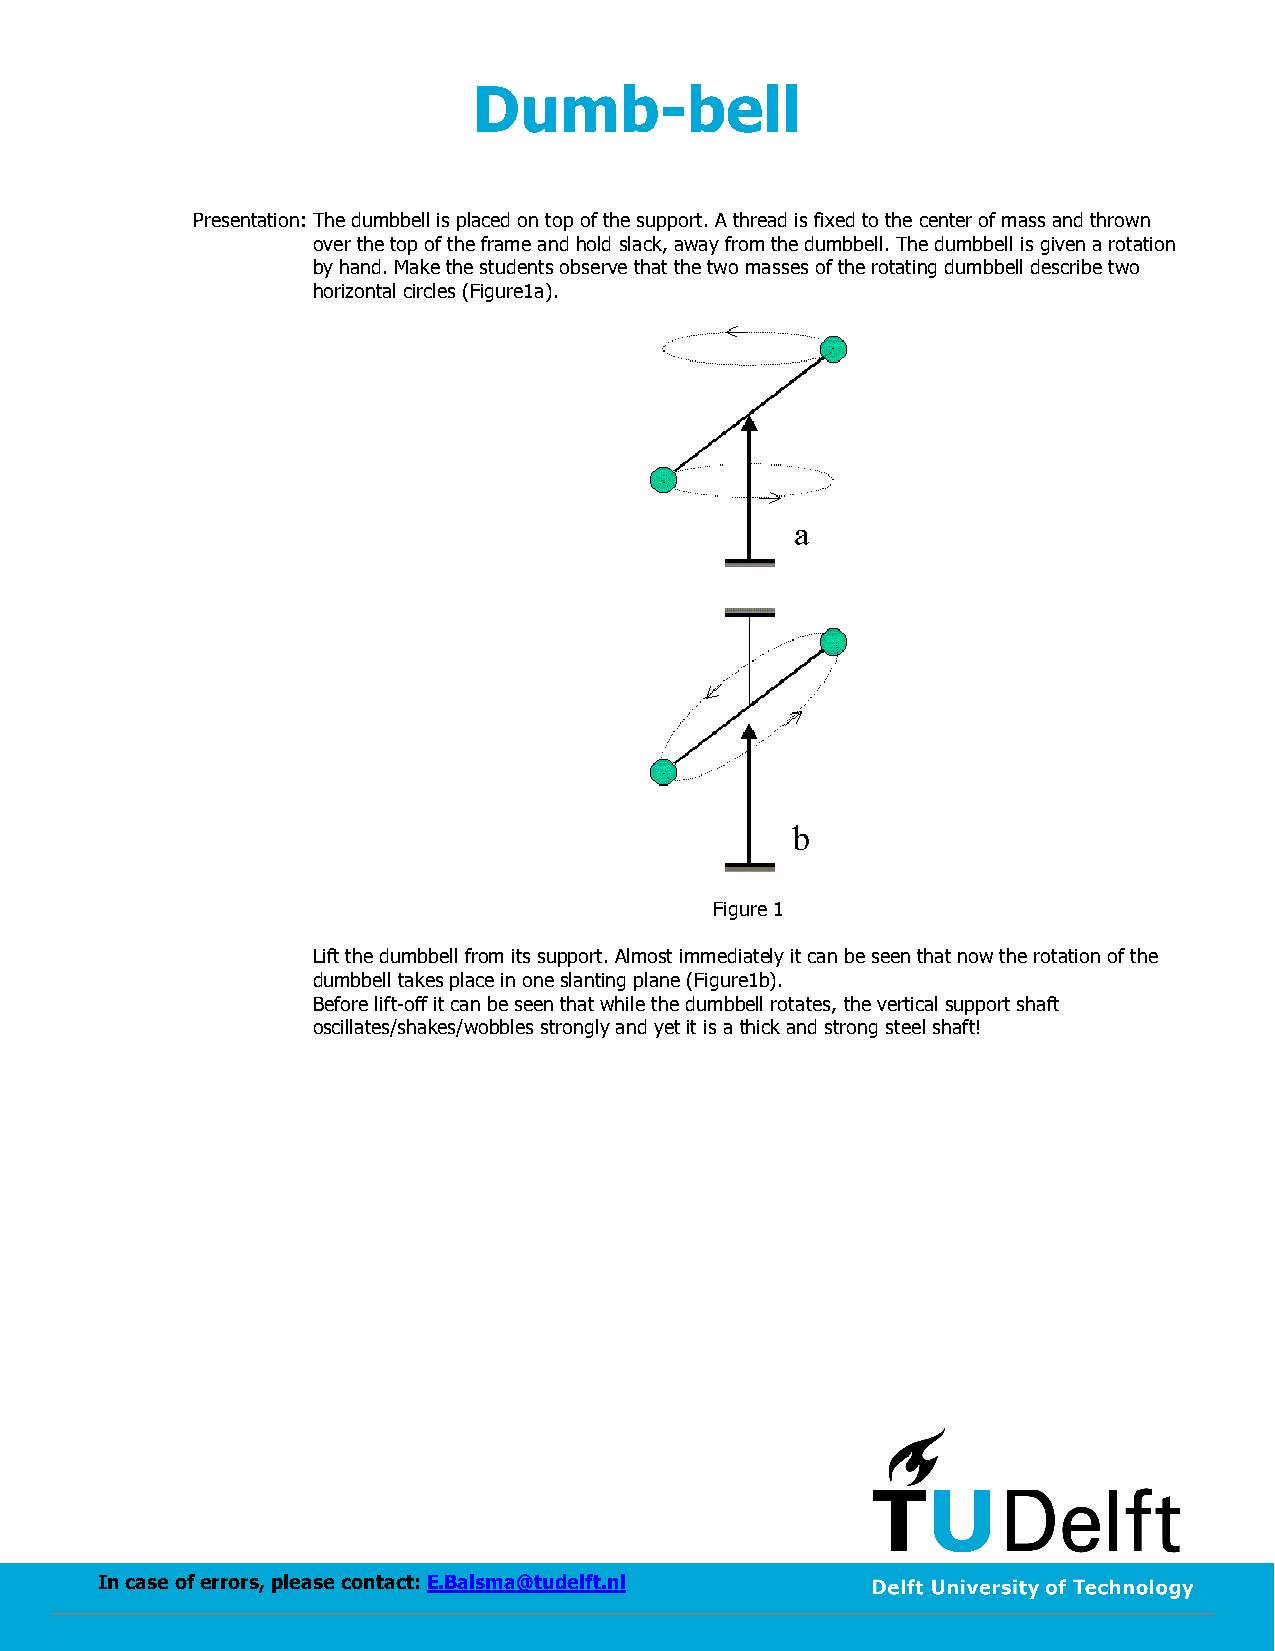 Dumb-bell
Presentation: The dumbbell is placed on top of the support. A thread is fixed to the center of mass and thrown
over the top of the frame and hold slack, away from the dumbbell. The dumbbell is given a rotation
by hand. Make the students observe that the two masses of the rotating dumbbell describe two
horizontal circles (Figure1a).
a
b
Figure 1
Lift the dumbbell from its support. Almost immediately it can be seen that now the rotation of the
dumbbell takes place in one slanting plane (Figure1b).
Before lift-off it can be seen that while the dumbbell rotates, the vertical support shaft
oscillates/shakes/wobbles strongly and yet it is a thick and strong steel shaft!
TUDelft
In case of errors, please contact: E.Balsma@tudelft.nl
Delft University of Technology